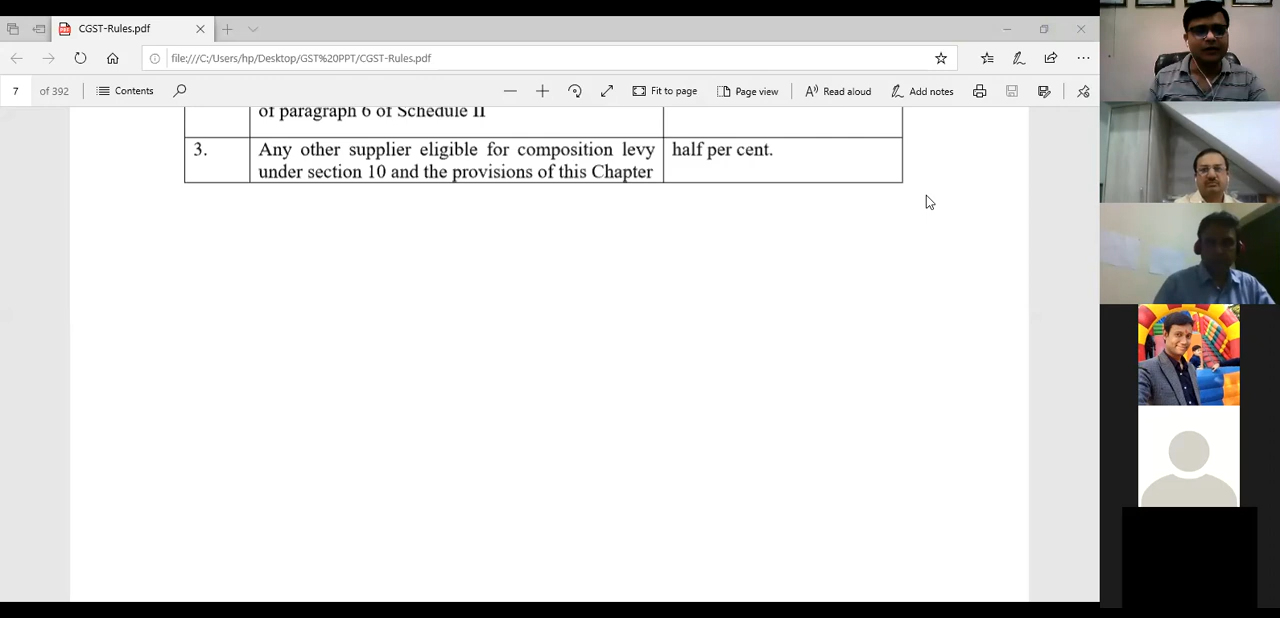 CGST-Rules.pdf
file:///C:/Users/hp/Desktop/GST%20PPT/CGST-Rules.pdf
7 of 392 Contents Fit to page Page view Read aloud Add notes
of paragraph 6 of Schedule II
3. Any other supplier eligible for composition levy half per cent.
under section 10 and the provisions of this Chapter